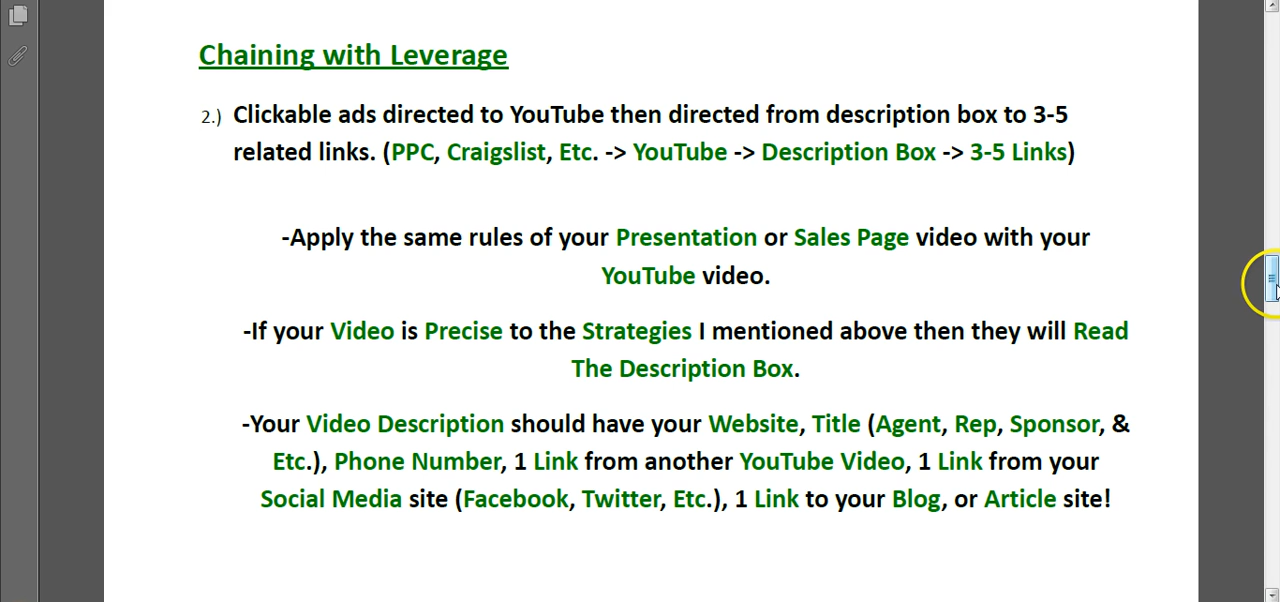 Chaining with Leverage
2.) Clickable ads directed to YouTube then directed from description box to 3-5
related links. (PPC, Craigslist, Etc. -> YouTube -> Description Box -> 3-5 Links)
-Apply the same rules of your Presentation or Sales Page video with your
YouTube video.
-If your Video is Precise to the Strategies I mentioned above then they will Read
The Description Box.
-Your Video Description should have your Website, Title (Agent, Rep, Sponsor, &
Etc.), Phone Number, 1 Link from another YouTube Video, 1 Link from your
Social Media site (Facebook, Twitter, Etc.), 1 Link to your Blog, or Article site!